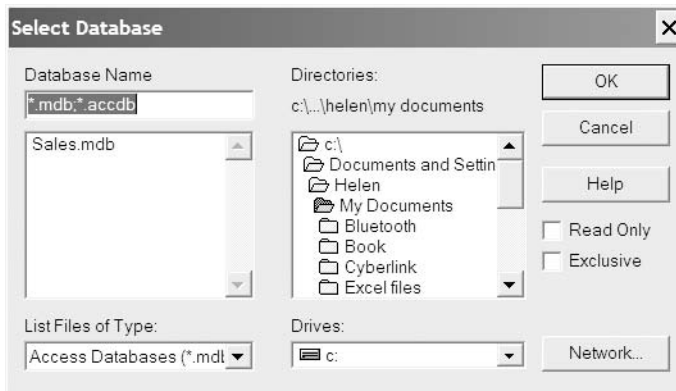 Select Database
Database Name
*.mdb;*.accdb
Sales.mdb
List Files of Type:
Access Databases (*.mdb
Directories:
c:\...\helen\my documents
c:\
Documents and Settin
Helen
My Documents
Bluetooth
Book
Cyberlink
Excel files
Drives:
c:
OK
Cancel
Help
Read Only
Exclusive
Network...